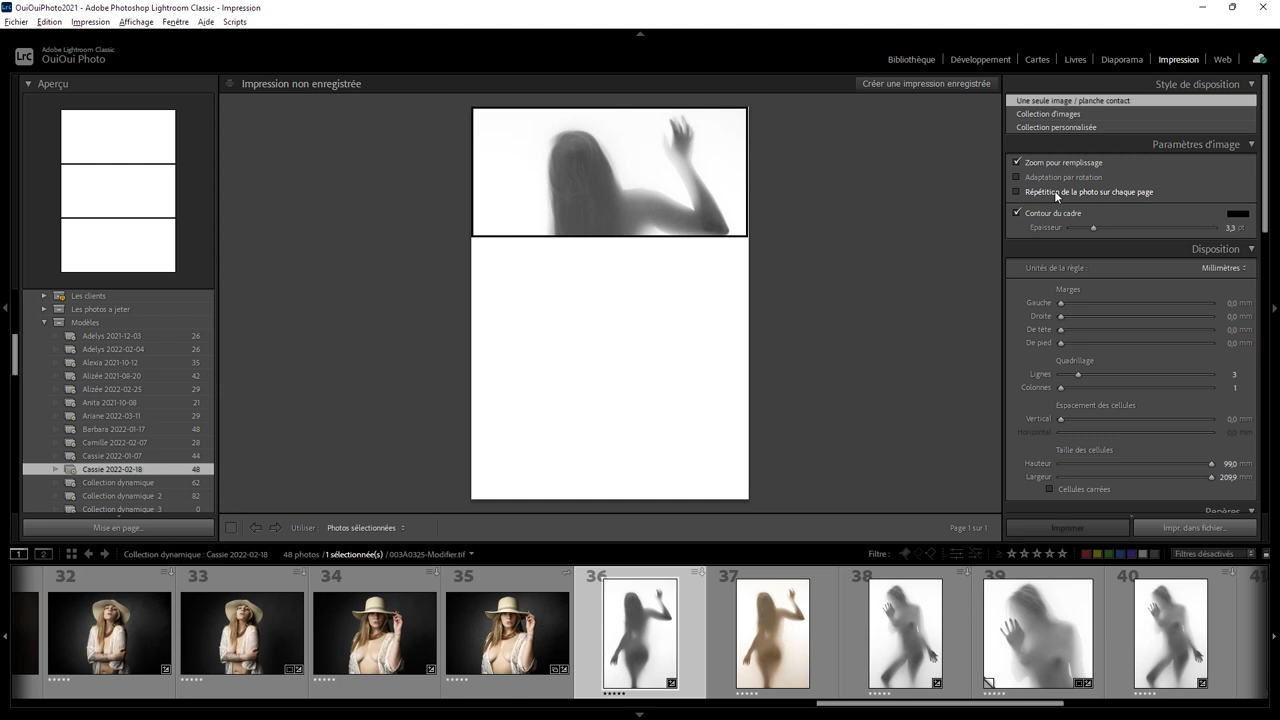 OuiOuiPhoto2021 - Adobe Photoshop Lightroom Classic - Impression
Fichier Edition Impression Affichage Fenêtre Aide Scripts
Lrc
Adobe Lightroom Classic
OuiOui Photo
Bibliothèque Développement Cartes Livres Diaporama Impression Web
Aperçu
Les clients
Les photos a jeter
Modèles
Adelys 2021-12-03 26
Adelys 2022-02-04 26
Alexia 2021-10-12 35
Alizée 2021-08-20 42
Alizée 2022-02-25 29
Anita 2021-10-08 21
Ariane 2022-03-11 29
Barbara 2022-01-17 48
Camille 2022-02-07 28
Cassie 2022-01-07 44
Cassie 2022-02-18 48
Collection dynamique 62
Collection dynamique 2 82
Collection dynamique 3 0
Mise en page...
Impression non enregistrée
Créer une impression enregistrée
Utiliser : Photos sélectionnées
Page 1 sur 1
Style de disposition
Une seule image / planche contact
Collection d'images
Collection personnalisée
Paramètres d'image
Zoom pour remplissage
Adaptation par rotation
Répétition de la photo sur chaque page
Contour du cadre
Epaisseur 3,3 pt
Disposition
Unités de la règle : Millimètres
Marges
Gauche 0,0 mm
Droite 0,0 mm
De tête 0,0 mm
De pied 0,0 mm
Quadrillage
Lignes 3
Colonnes 1
Espacement des cellules
Vertical 0,0 mm
Horizontal 0,0 mm
Taille des cellules
Hauteur 99,0 mm
Largeur 209,9 mm
Cellules carrées
Repères
Imprimer
Impr. dans fichier...
1 2 Collection dynamique : Cassie 2022-02-18 48 photos / 1 sélectionnée(s) / 003A0325-Modifier.tif
Filtre : ≥ Filtres désactivés
32 33 34 35 36 37 38 39 40 41